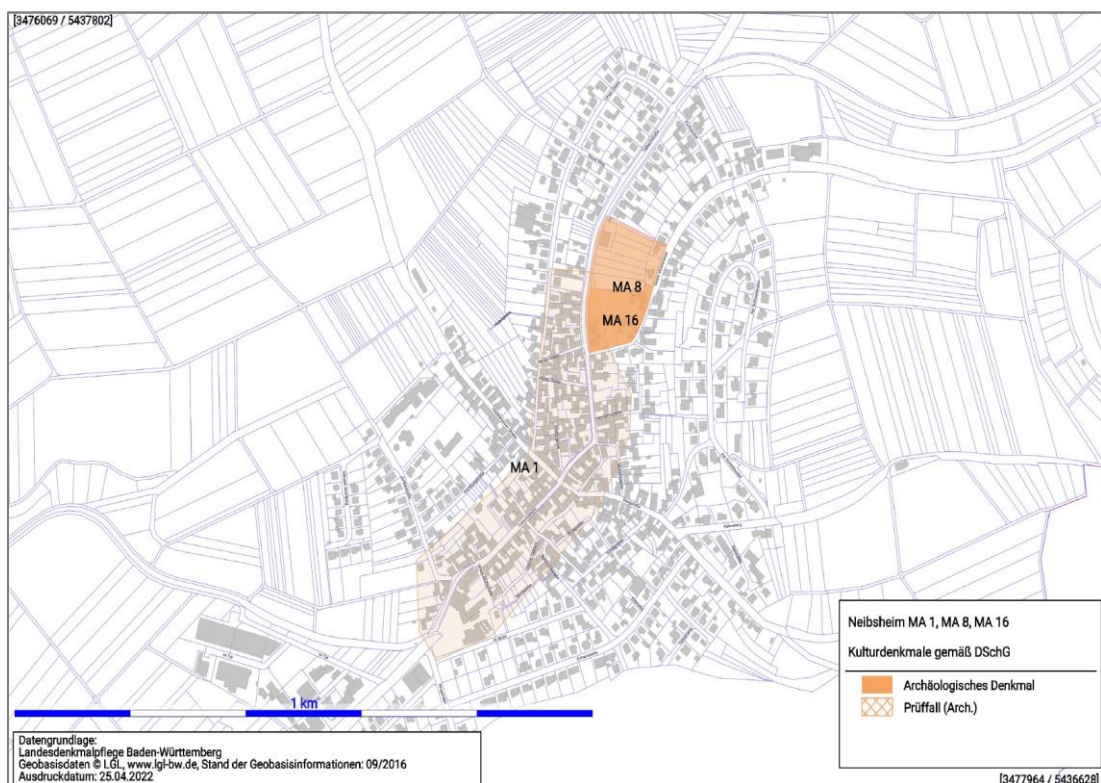 [3476069 / 5437802]
MA 8
MA 16
MA 1
1 km
Neibsheim MA 1, MA 8, MA 16
Kulturdenkmale gemäß DSchG
Archäologisches Denkmal
Prüffall (Arch.)
Datengrundlage:
Landesdenkmalpflege Baden-Württemberg
Geobasisdaten © LGL, www.lgl-bw.de, Stand der Geobasisinformationen: 09/2016
Ausdruckdatum: 25.04.2022
[3477964 / 5436628]